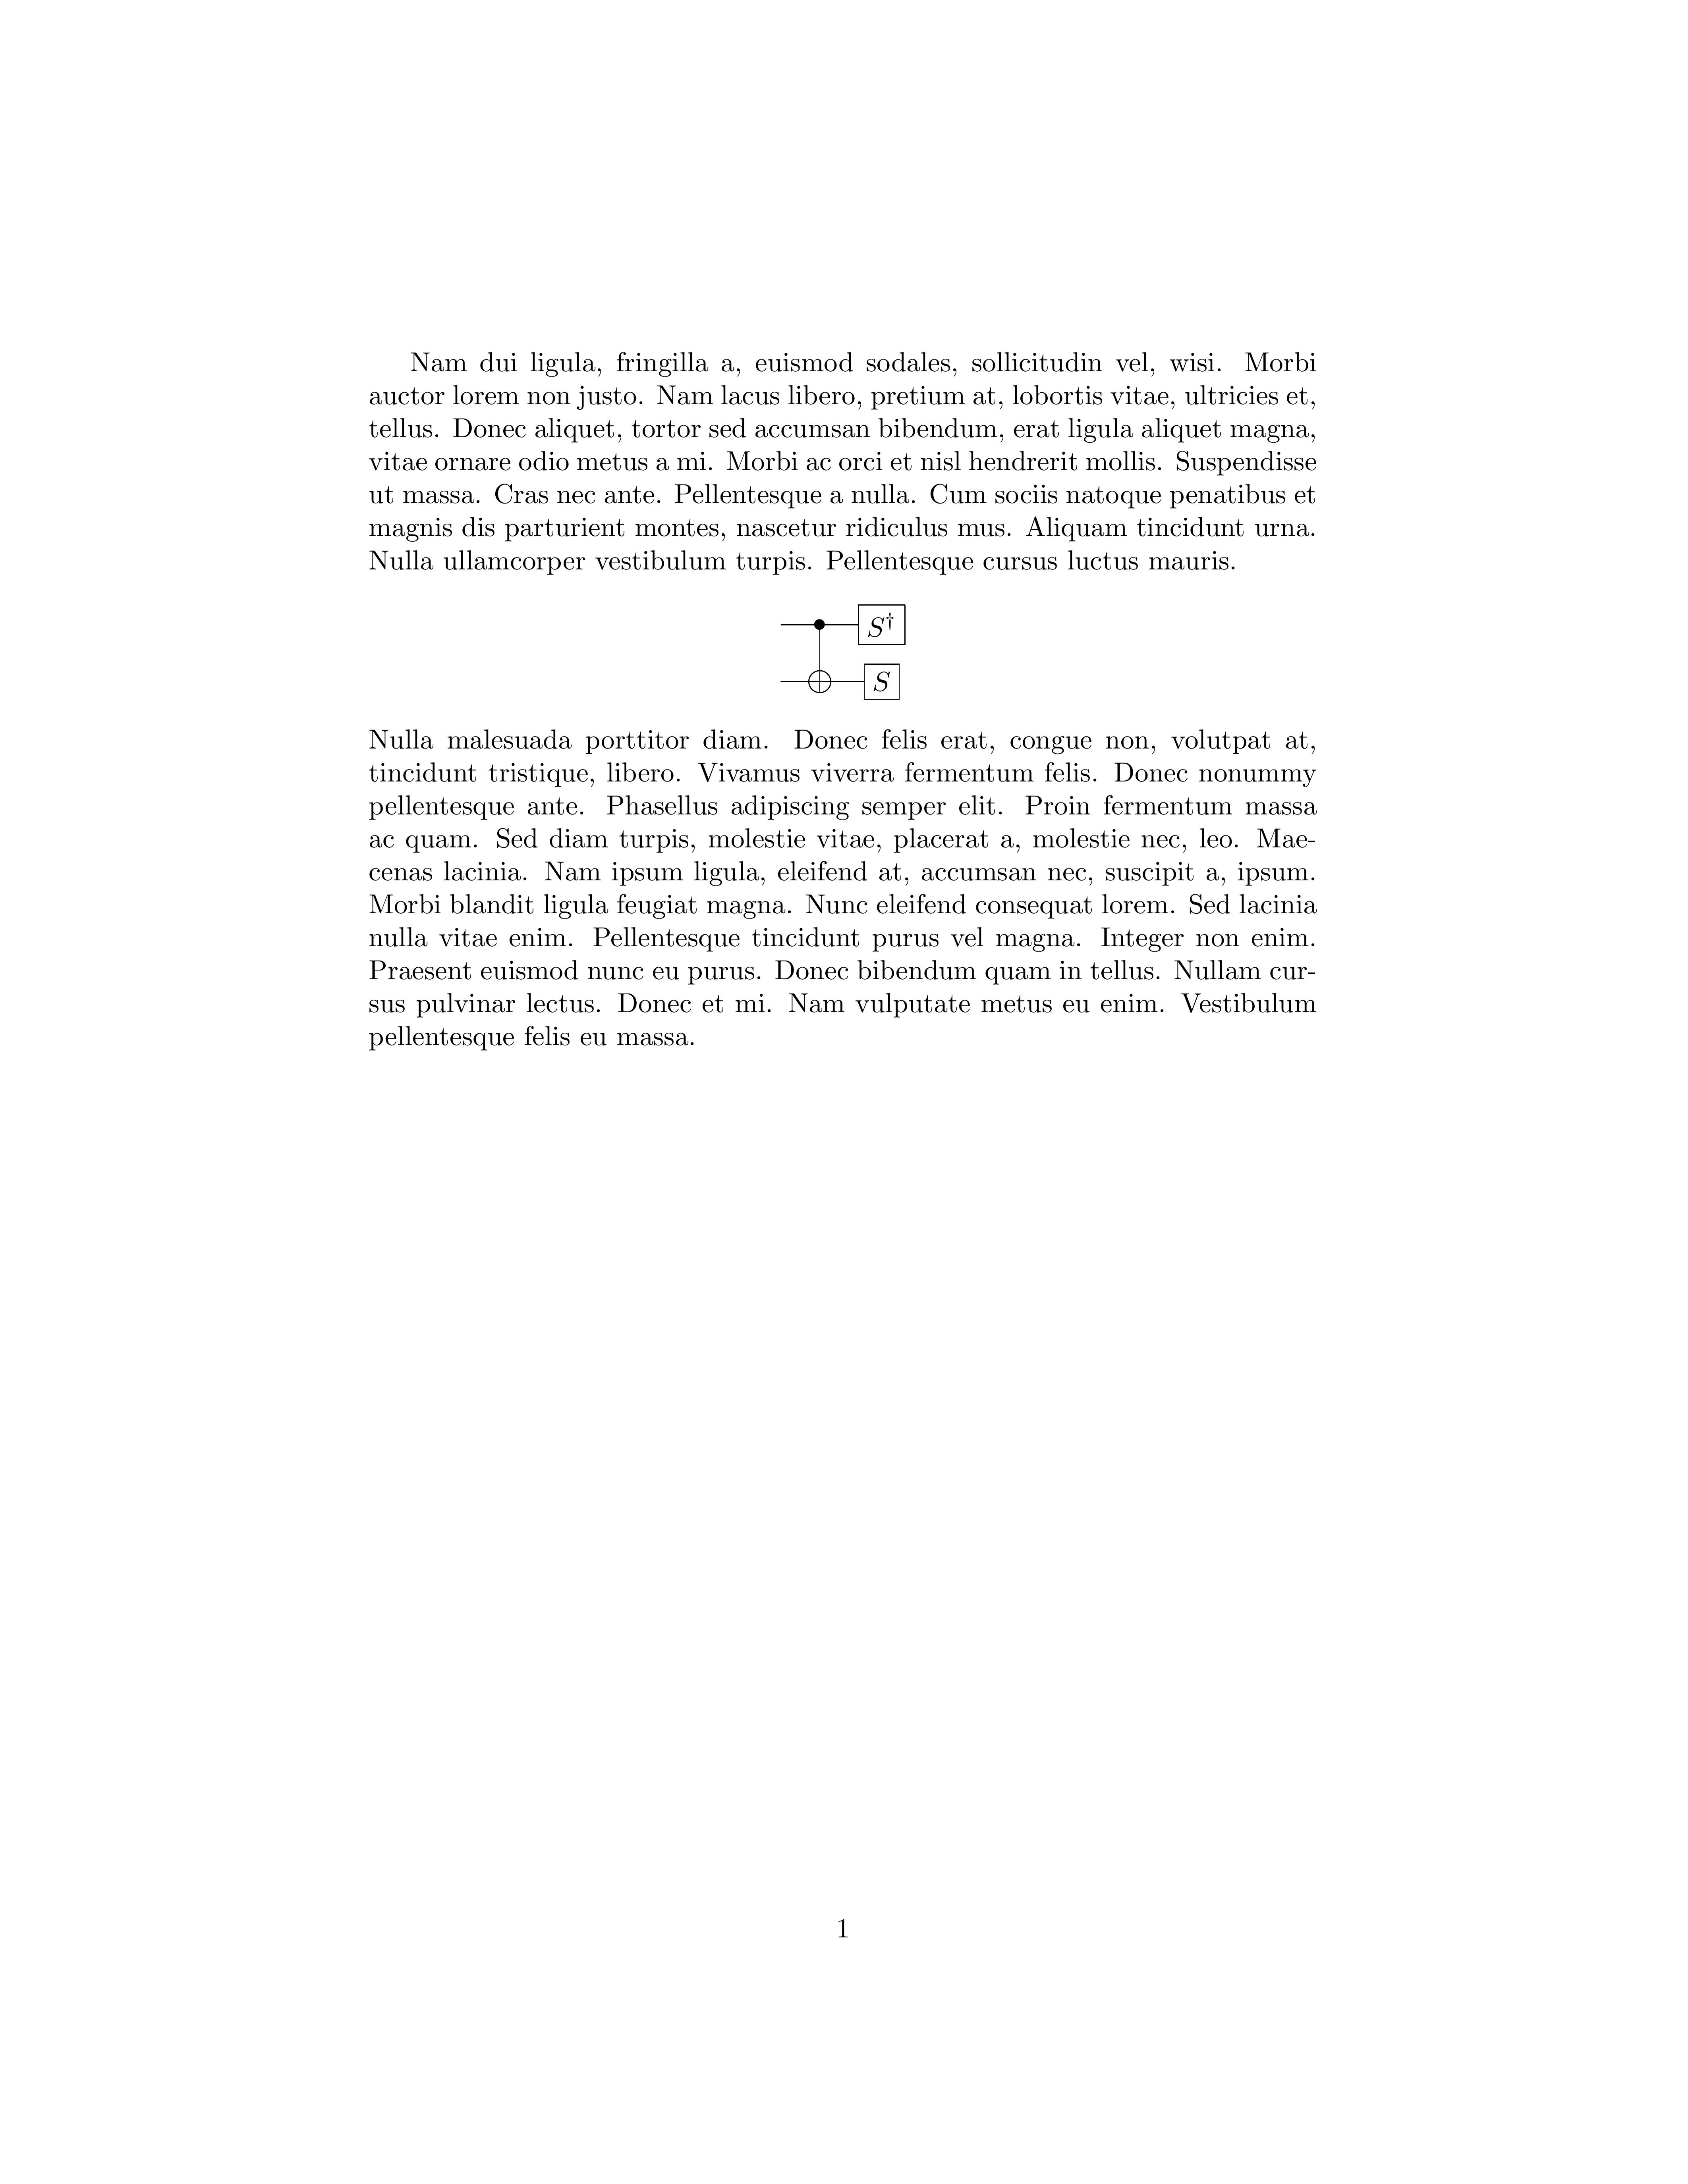 Nam dui ligula, fringilla a, euismod sodales, sollicitudin vel, wisi. Morbi
auctor lorem non justo. Nam lacus libero, pretium at, lobortis vitae, ultricies et,
tellus. Donec aliquet, tortor sed accumsan bibendum, erat ligula aliquet magna,
vitae ornare odio metus a mi. Morbi ac orci et nisl hendrerit mollis. Suspendisse
ut massa. Cras nec ante. Pellentesque a nulla. Cum sociis natoque penatibus et
magnis dis parturient montes, nascetur ridiculus mus. Aliquam tincidunt urna.
Nulla ullamcorper vestibulum turpis. Pellentesque cursus luctus mauris.
S†
S
Nulla malesuada porttitor diam. Donec felis erat, congue non, volutpat at,
tincidunt tristique, libero. Vivamus viverra fermentum felis. Donec nonummy
pellentesque ante. Phasellus adipiscing semper elit. Proin fermentum massa
ac quam. Sed diam turpis, molestie vitae, placerat a, molestie nec, leo. Mae-
cenas lacinia. Nam ipsum ligula, eleifend at, accumsan nec, suscipit a, ipsum.
Morbi blandit ligula feugiat magna. Nunc eleifend consequat lorem. Sed lacinia
nulla vitae enim. Pellentesque tincidunt purus vel magna. Integer non enim.
Praesent euismod nunc eu purus. Donec bibendum quam in tellus. Nullam cur-
sus pulvinar lectus. Donec et mi. Nam vulputate metus eu enim. Vestibulum
pellentesque felis eu massa.
1